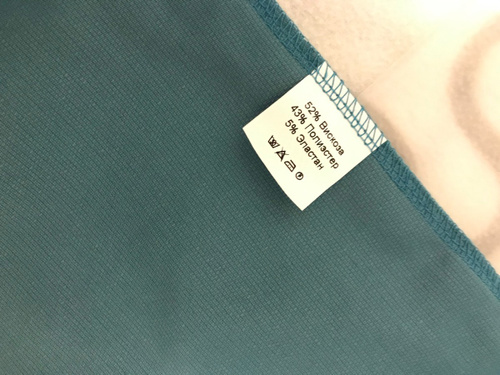 52% Вискоза
43% Полиэстер
5% Эластан